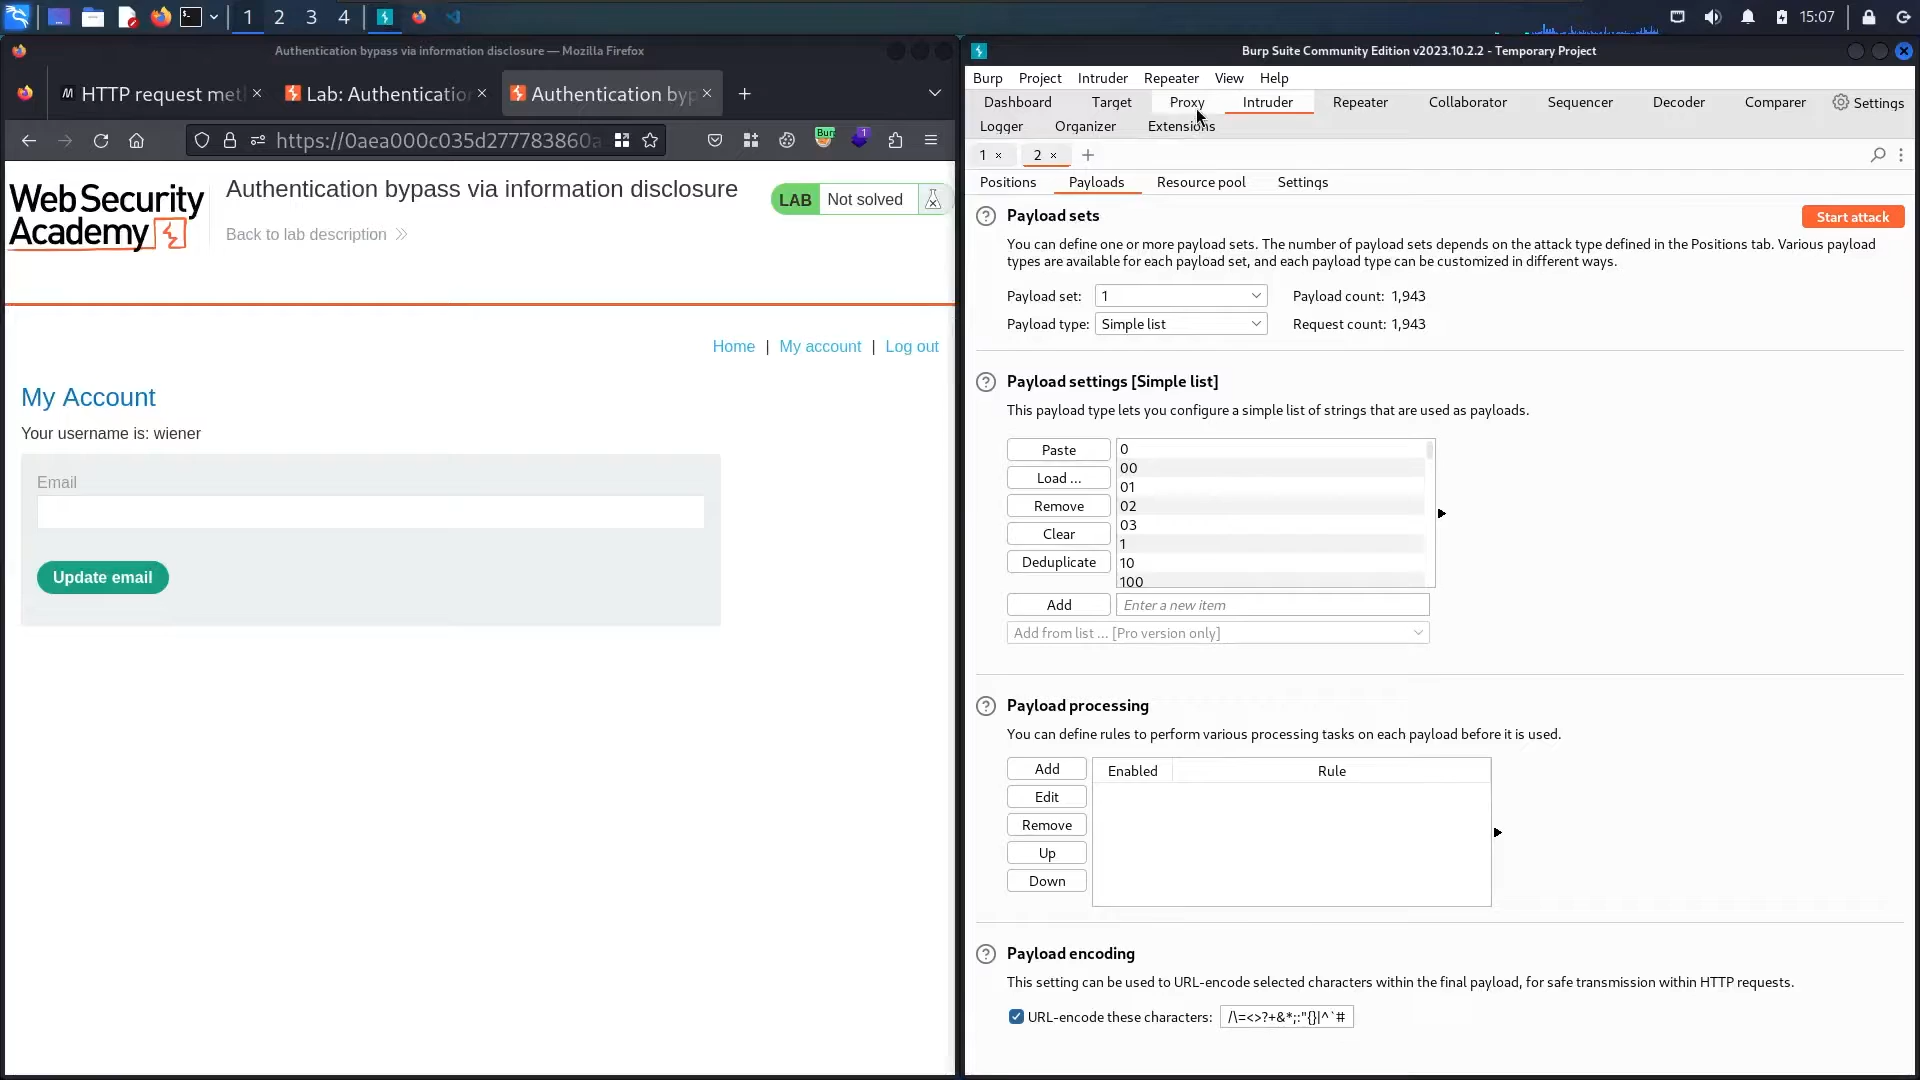 1
2
3
4
15:07
Authentication bypass via information disclosure — Mozilla Firefox
HTTP request met
Lab: Authentication
Authentication byp
https://0aea000c035d277783860a
1
Web Security
Academy
Authentication bypass via information disclosure
Back to lab description
LAB
Not solved
Home | My account | Log out
My Account
Your username is: wiener
Email
Update email
Burp Suite Community Edition v2023.10.2.2 - Temporary Project
Burp Project Intruder Repeater View Help
Dashboard Target Proxy Intruder Repeater Collaborator Sequencer Decoder Comparer Settings
Logger Organizer Extensions
1 × 2 × +
Positions Payloads Resource pool Settings
Payload sets
Start attack
You can define one or more payload sets. The number of payload sets depends on the attack type defined in the Positions tab. Various payload
types are available for each payload set, and each payload type can be customized in different ways.
Payload set: 1 Payload count: 1,943
Payload type: Simple list Request count: 1,943
Payload settings [Simple list]
This payload type lets you configure a simple list of strings that are used as payloads.
Paste
Load ...
Remove
Clear
Deduplicate
0
00
01
02
03
1
10
100
Add
Enter a new item
Add from list ... [Pro version only]
Payload processing
You can define rules to perform various processing tasks on each payload before it is used.
Add
Edit
Remove
Up
Down
Enabled Rule
Payload encoding
This setting can be used to URL-encode selected characters within the final payload, for safe transmission within HTTP requests.
URL-encode these characters: /\=<>?+&*;:"{}|^`#